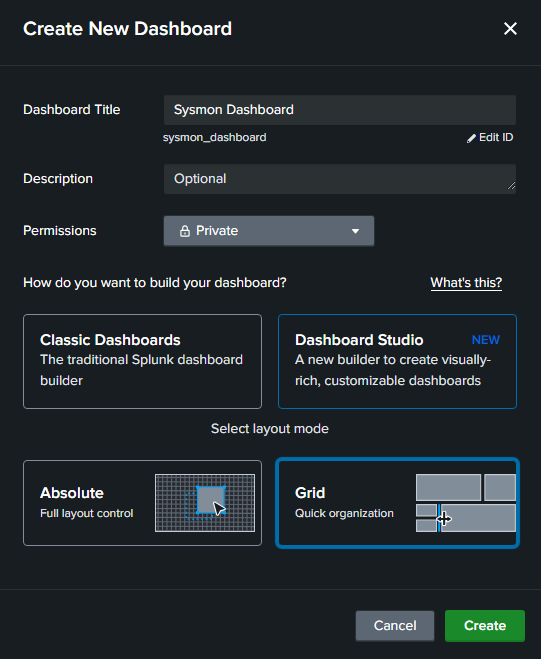 Create New Dashboard
Dashboard Title
Sysmon Dashboard
sysmon_dashboard
Edit ID
Description
Optional
Permissions
Private
How do you want to build your dashboard?
What's this?
Classic Dashboards
The traditional Splunk dashboard
builder
Dashboard Studio
NEW
A new builder to create visually-
rich, customizable dashboards
Select layout mode
Absolute
Full layout control
Grid
Quick organization
Cancel
Create